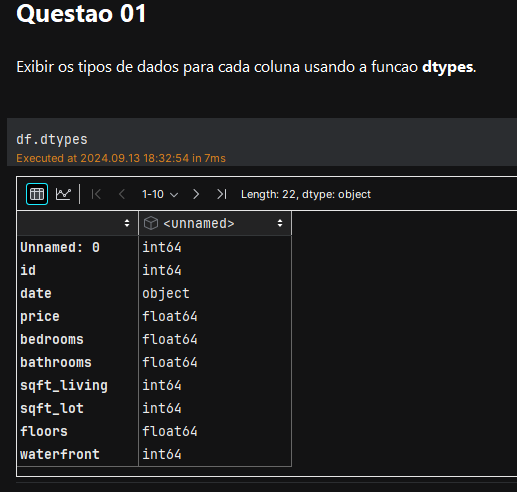 Questao 01
Exibir os tipos de dados para cada coluna usando a funcao dtypes.
df.dtypes
Executed at 2024.09.13 18:32:54 in 7ms
1-10 Length: 22, dtype: object
<unnamed>
Unnamed: 0 int64
id int64
date object
price float64
bedrooms float64
bathrooms float64
sqft_living int64
sqft_lot int64
floors float64
waterfront int64